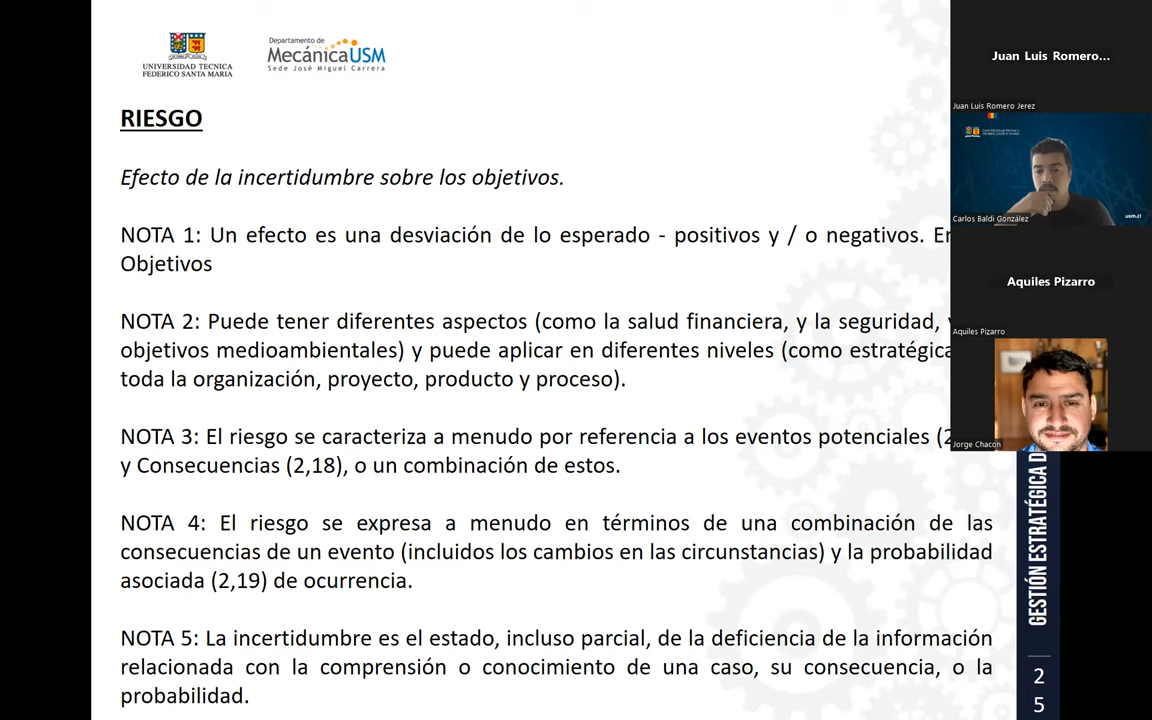 UNIVERSIDAD TECNICA
FEDERICO SANTA MARIA
Departamento de
MecánicaUSM
Sede José Miguel Carrera
RIESGO
Efecto de la incertidumbre sobre los objetivos.
NOTA 1: Un efecto es una desviación de lo esperado - positivos y / o negativos.
Objetivos
NOTA 2: Puede tener diferentes aspectos (como la salud financiera, y la seguridad,
objetivos medioambientales) y puede aplicar en diferentes niveles (como
toda la organización, proyecto, producto y proceso).
NOTA 3: El riesgo se caracteriza a menudo por referencia a los eventos potenciales
y Consecuencias (2,18), o un combinación de estos.
NOTA 4: El riesgo se expresa a menudo en términos de una combinación de las
consecuencias de un evento (incluidos los cambios en las circunstancias) y la probabilidad
asociada (2,19) de ocurrencia.
NOTA 5: La incertidumbre es el estado, incluso parcial, de la deficiencia de la información
relacionada con la comprensión o conocimiento de una caso, su consecuencia, o la
probabilidad.
Juan Luis Romero...
Juan Luis Romero Jerez
Carlos Baldi González
usm.cl
Aquiles Pizarro
Aquiles Pizarro
Jorge Chacon
GESTIÓN ESTRATÉGICA
2
5